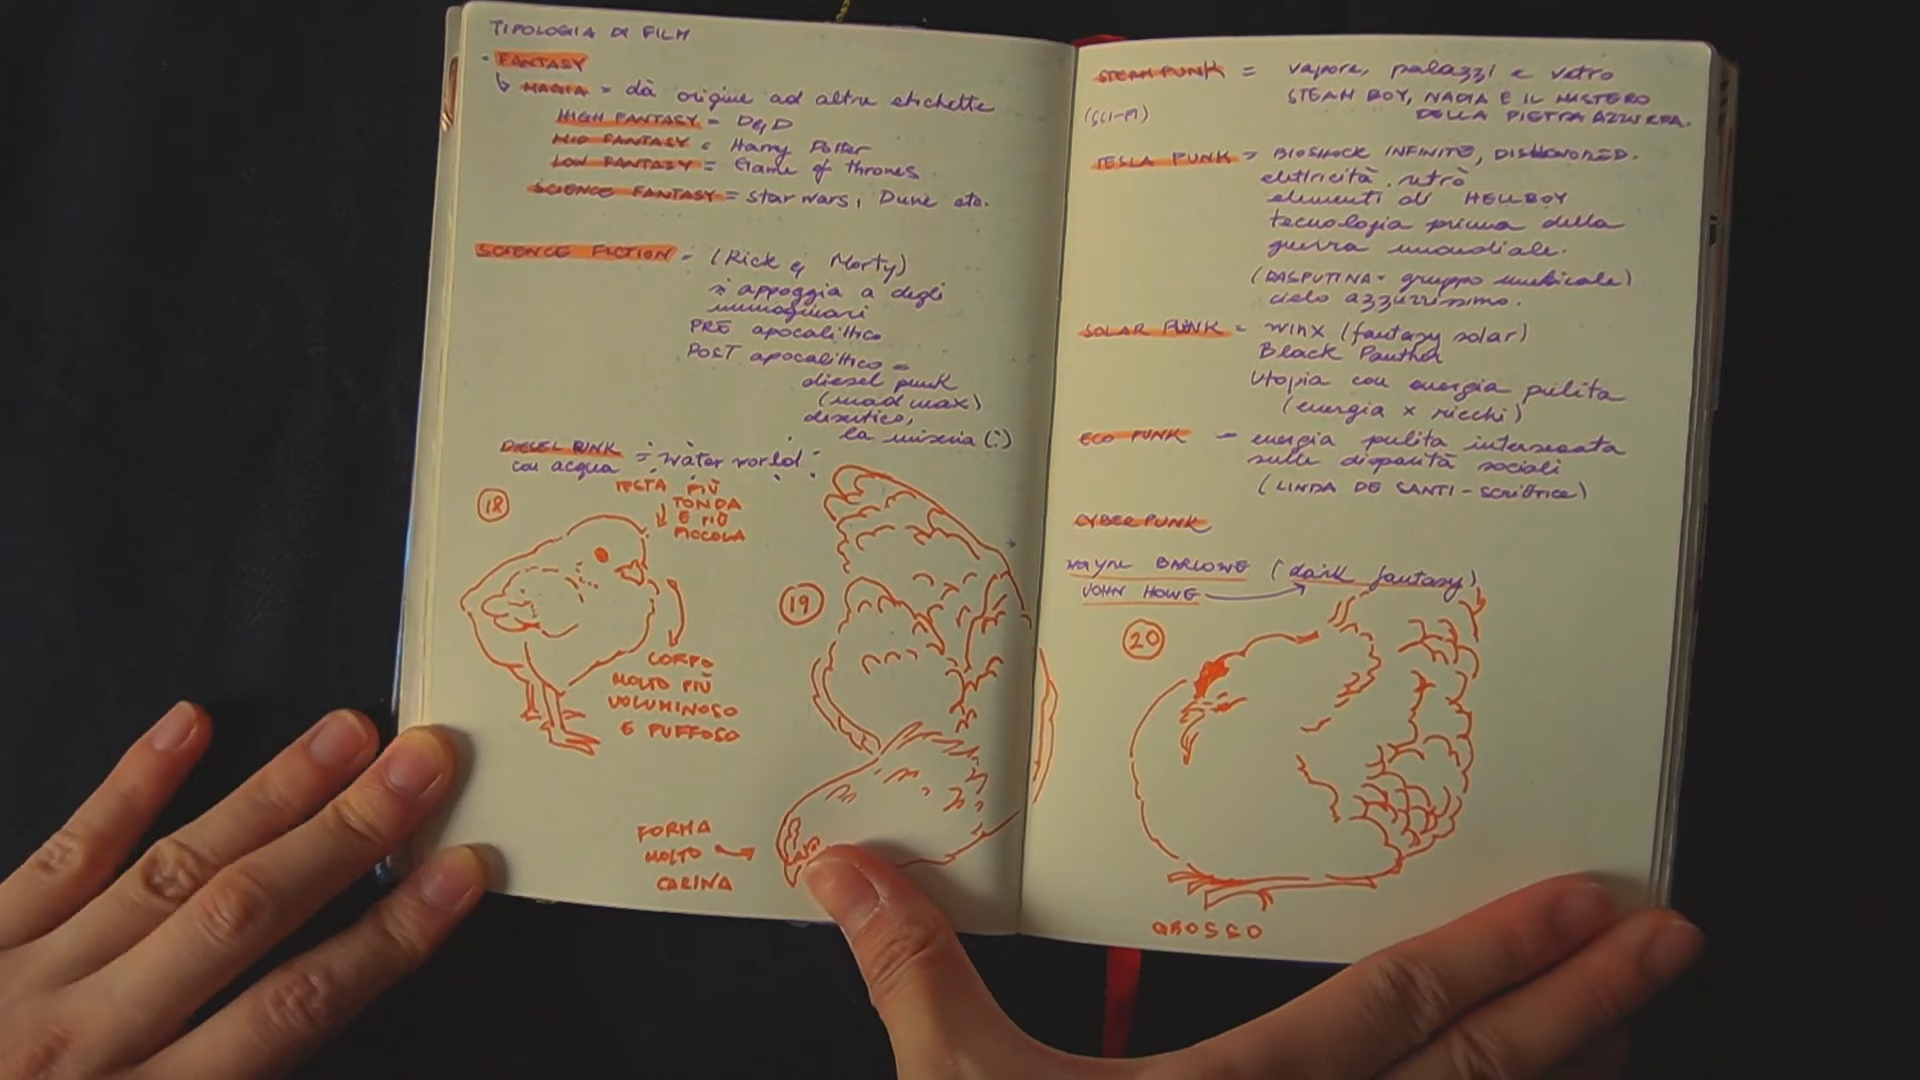 TIPOLOGIA DI FILM
· FANTASY
↳ MAGIA = dà origine ad altre etichette
HIGH FANTASY = D&D
MID FANTASY = Harry Potter
LOW FANTASY = Game of thrones
SCIENCE FANTASY = Star wars, Dune etc.
SCIENCE FICTION = (Rick & Morty)
si appoggia a degli
immaginari
PRE apocalittico
POST apocalittico =
diesel punk
(mad max)
desertico,
la miseria (:)
DIESEL PUNK = water world
con acqua
18
TESTA PIÙ
TONDA
E PIÙ
PICCOLA
CORPO
MOLTO PIÙ
VOLUMINOSO
E PUFFOSO
19
FORMA
MOLTO
CARINA
STEAM PUNK = vapore, palazzi e vetro
STEAM BOY, NADIA E IL MISTERO
(SCI-FI)
DELLA PIETRA AZZURRA.
TESLA PUNK = BIOSHOCK INFINITE, DISHONORED.
elettricità retrò
elementi di HELLBOY
tecnologia prima della
guerra mondiale.
(RASPUTINA = gruppo musicale)
cielo azzurrissimo.
SOLAR PUNK = Winx (fantasy solar)
Black Panther
Utopia con energia pulita
(energia x ricchi)
ECO PUNK - energia pulita intersecata
sulle disparità sociali
(LINDA DE SANTI - scrittrice)
CYBER PUNK
WAYNE BARLOWE (dark fantasy)
JOHN HOWE
20
GROSSO